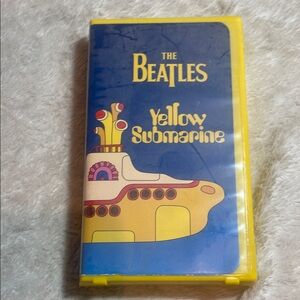 THE
BEATLES
Yellow
Submarine